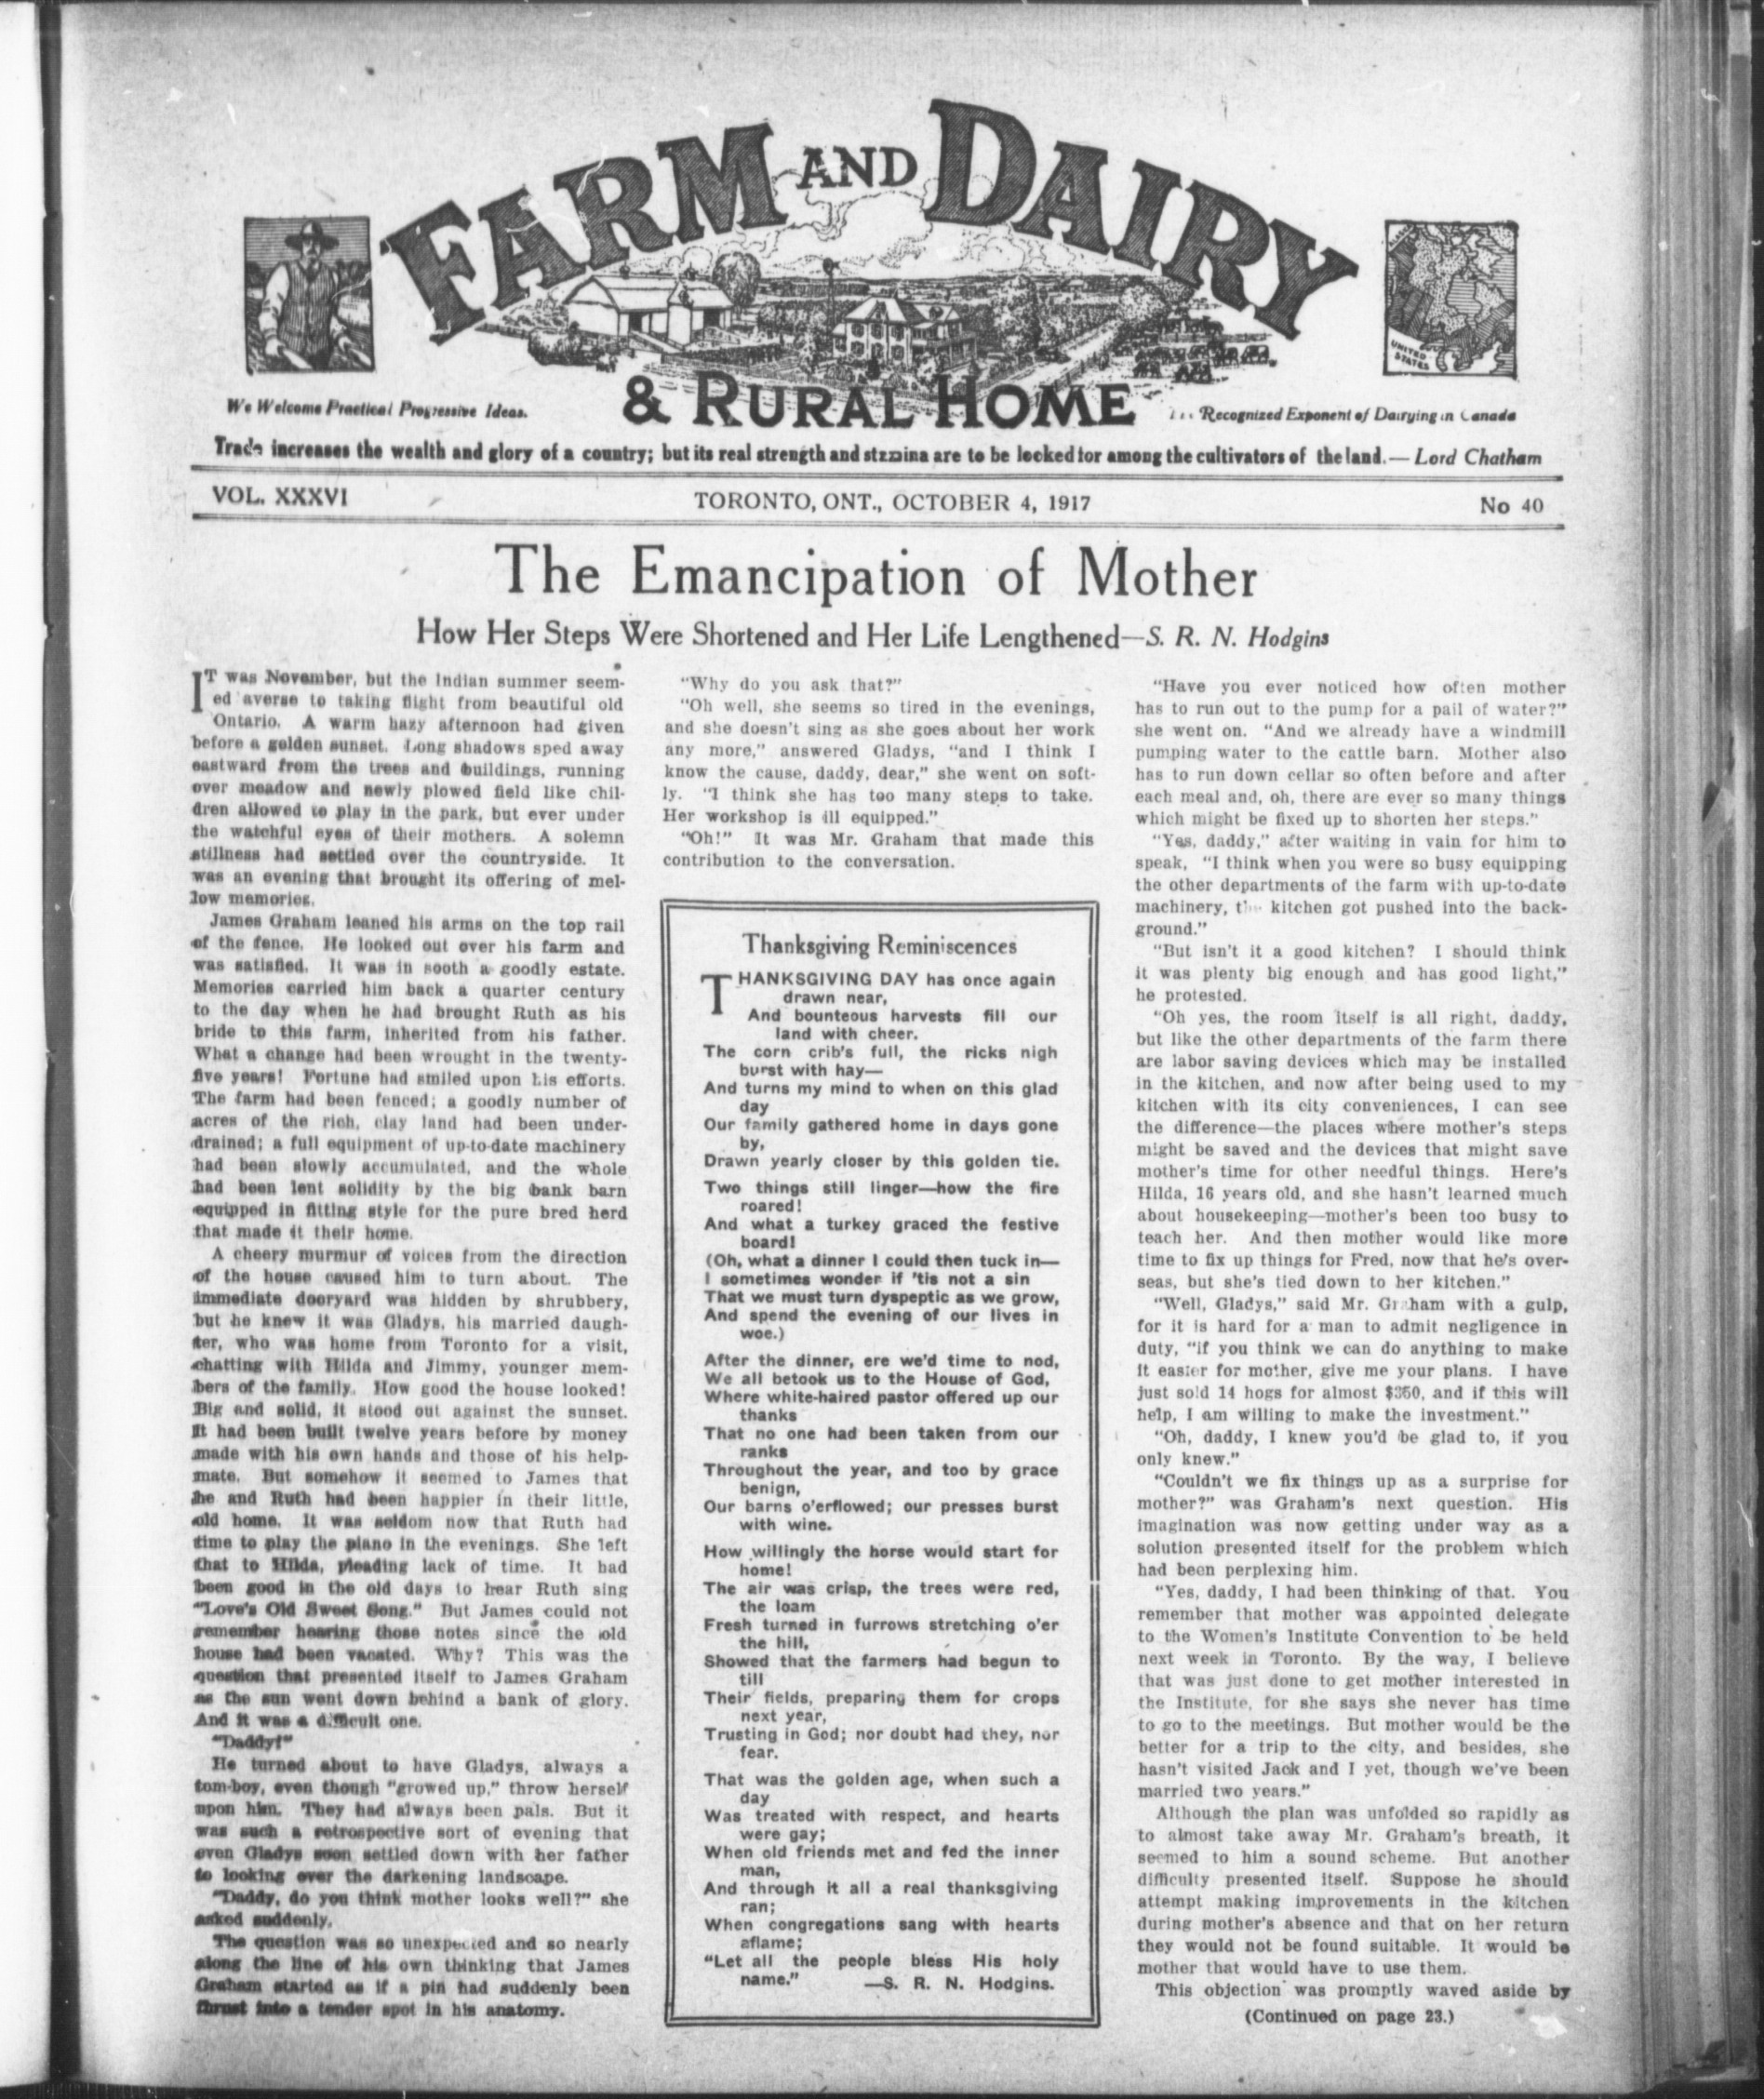 FARM AND DAIRY
& RURAL HOME
UNITED
STATES
We Welcome Practical Progressive Ideas.
Recognized Exponent of Dairying in Canada
Trade increases the wealth and glory of a country; but its real strength and stamina are to be looked for among the cultivators of the land.— Lord Chatham
VOL. XXXVI
TORONTO, ONT., OCTOBER 4, 1917
No 40
The Emancipation of Mother
How Her Steps Were Shortened and Her Life Lengthened—S. R. N. Hodgins
IT was November, but the Indian summer seem-
ed averse to taking flight from beautiful old
Ontario. A warm hazy afternoon had given
before a golden sunset. Long shadows sped away
eastward from the trees and buildings, running
over meadow and newly plowed field like chil-
dren allowed to play in the park, but ever under
the watchful eyes of their mothers. A solemn
stillness had settled over the countryside. It
was an evening that brought its offering of mel-
low memories.
James Graham leaned his arms on the top rail
of the fence. He looked out over his farm and
was satisfied. It was in sooth a goodly estate.
Memories carried him back a quarter century
to the day when he had brought Ruth as his
bride to this farm, inherited from his father.
What a change had been wrought in the twenty-
five years! Fortune had smiled upon his efforts.
The farm had been fenced; a goodly number of
acres of the rich, clay land had been under-
drained; a full equipment of up-to-date machinery
had been slowly accumulated, and the whole
had been lent solidity by the big bank barn
equipped in fitting style for the pure bred herd
that made it their home.
A cheery murmur of voices from the direction
of the house caused him to turn about. The
immediate dooryard was hidden by shrubbery,
but he knew it was Gladys, his married daugh-
ter, who was home from Toronto for a visit,
chatting with Hilda and Jimmy, younger mem-
bers of the family. How good the house looked!
Big and solid, it stood out against the sunset.
It had been built twelve years before by money
made with his own hands and those of his help-
mate. But somehow it seemed to James that
he and Ruth had been happier in their little,
old home. It was seldom now that Ruth had
time to play the piano in the evenings. She left
that to Hilda, pleading lack of time. It had
been good in the old days to hear Ruth sing
"Love's Old Sweet Song." But James could not
remember hearing those notes since the old
house had been vacated. Why? This was the
question that presented itself to James Graham
as the sun went down behind a bank of glory.
And it was a difficult one.
"Daddy!"
He turned about to have Gladys, always a
tom-boy, even though "growed up," throw herself
upon him. They had always been pals. But it
was such a retrospective sort of evening that
even Gladys soon settled down with her father
to looking over the darkening landscape.
"Daddy, do you think mother looks well?" she
asked suddenly.
The question was so unexpected and so nearly
along the line of his own thinking that James
Graham started as if a pin had suddenly been
thrust into a tender spot in his anatomy.
"Why do you ask that?"
"Oh well, she seems so tired in the evenings,
and she doesn't sing as she goes about her work
any more," answered Gladys, "and I think I
know the cause, daddy, dear," she went on soft-
ly. "I think she has too many steps to take.
Her workshop is ill equipped."
"Oh!" It was Mr. Graham that made this
contribution to the conversation.
Thanksgiving Reminiscences
THANKSGIVING DAY has once again
drawn near,
And bounteous harvests fill our
land with cheer.
The corn crib's full, the ricks nigh
burst with hay—
And turns my mind to when on this glad
day
Our family gathered home in days gone
by,
Drawn yearly closer by this golden tie.
Two things still linger—how the fire
roared!
And what a turkey graced the festive
board!
(Oh, what a dinner I could then tuck in—
I sometimes wonder if 'tis not a sin
That we must turn dyspeptic as we grow,
And spend the evening of our lives in
woe.)
After the dinner, ere we'd time to nod,
We all betook us to the House of God,
Where white-haired pastor offered up our
thanks
That no one had been taken from our
ranks
Throughout the year, and too by grace
benign,
Our barns o'erflowed; our presses burst
with wine.
How willingly the horse would start for
home!
The air was crisp, the trees were red,
the loam
Fresh turned in furrows stretching o'er
the hill,
Showed that the farmers had begun to
till
Their fields, preparing them for crops
next year,
Trusting in God; nor doubt had they, nor
fear.
That was the golden age, when such a
day
Was treated with respect, and hearts
were gay;
When old friends met and fed the inner
man,
And through it all a real thanksgiving
ran;
When congregations sang with hearts
aflame;
"Let all the people bless His holy
name." —S. R. N. Hodgins.
"Have you ever noticed how often mother
has to run out to the pump for a pail of water?"
she went on. "And we already have a windmill
pumping water to the cattle barn. Mother also
has to run down cellar so often before and after
each meal and, oh, there are ever so many things
which might be fixed up to shorten her steps."
"Yes, daddy," after waiting in vain for him to
speak, "I think when you were so busy equipping
the other departments of the farm with up-to-date
machinery, the kitchen got pushed into the back-
ground."
"But isn't it a good kitchen? I should think
it was plenty big enough and has good light,"
he protested.
"Oh yes, the room itself is all right, daddy,
but like the other departments of the farm there
are labor saving devices which may be installed
in the kitchen, and now after being used to my
kitchen with its city conveniences, I can see
the difference—the places where mother's steps
might be saved and the devices that might save
mother's time for other needful things. Here's
Hilda, 16 years old, and she hasn't learned much
about housekeeping—mother's been too busy to
teach her. And then mother would like more
time to fix up things for Fred, now that he's over-
seas, but she's tied down to her kitchen."
"Well, Gladys," said Mr. Graham with a gulp,
for it is hard for a man to admit negligence in
duty, "if you think we can do anything to make
it easier for mother, give me your plans. I have
just sold 14 hogs for almost $350, and if this will
help, I am willing to make the investment."
"Oh, daddy, I knew you'd be glad to, if you
only knew."
"Couldn't we fix things up as a surprise for
mother?" was Graham's next question. His
imagination was now getting under way as a
solution presented itself for the problem which
had been perplexing him.
"Yes, daddy, I had been thinking of that. You
remember that mother was appointed delegate
to the Women's Institute Convention to be held
next week in Toronto. By the way, I believe
that was just done to get mother interested in
the Institute, for she says she never has time
to go to the meetings. But mother would be the
better for a trip to the city, and besides, she
hasn't visited Jack and I yet, though we've been
married two years."
Although the plan was unfolded so rapidly as
to almost take away Mr. Graham's breath, it
seemed to him a sound scheme. But another
difficulty presented itself. Suppose he should
attempt making improvements in the kitchen
during mother's absence and that on her return
they would not be found suitable. It would be
mother that would have to use them.
This objection was promptly waved aside by
(Continued on page 23.)